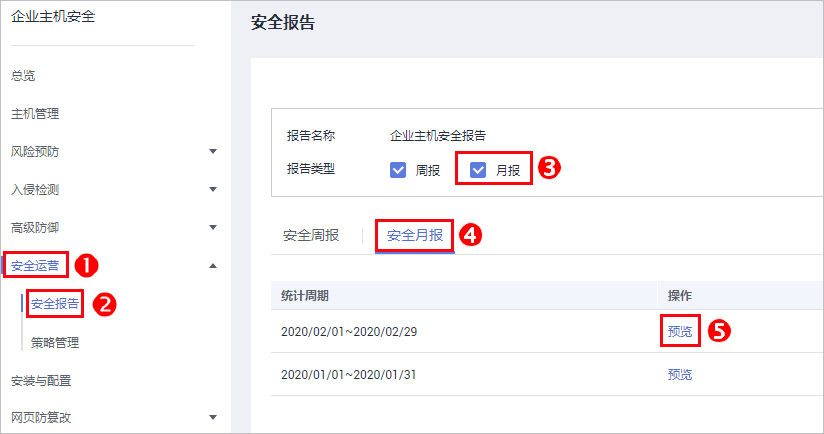 企业主机安全
总览
主机管理
风险预防
入侵检测
高级防御
安全运营 1
安全报告 2
策略管理
安装与配置
网页防篡改
安全报告
报告名称 企业主机安全报告
报告类型 周报 月报 3
安全周报 安全月报 4
统计周期 操作
2020/02/01~2020/02/29 预览 5
2020/01/01~2020/01/31 预览